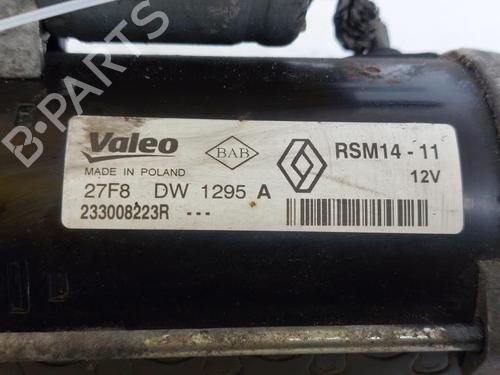 Valeo
BAB
RSM14 - 11
MADE IN POLAND
12V
27F8 DW 1295 A
233008223R ---
B-PARTS